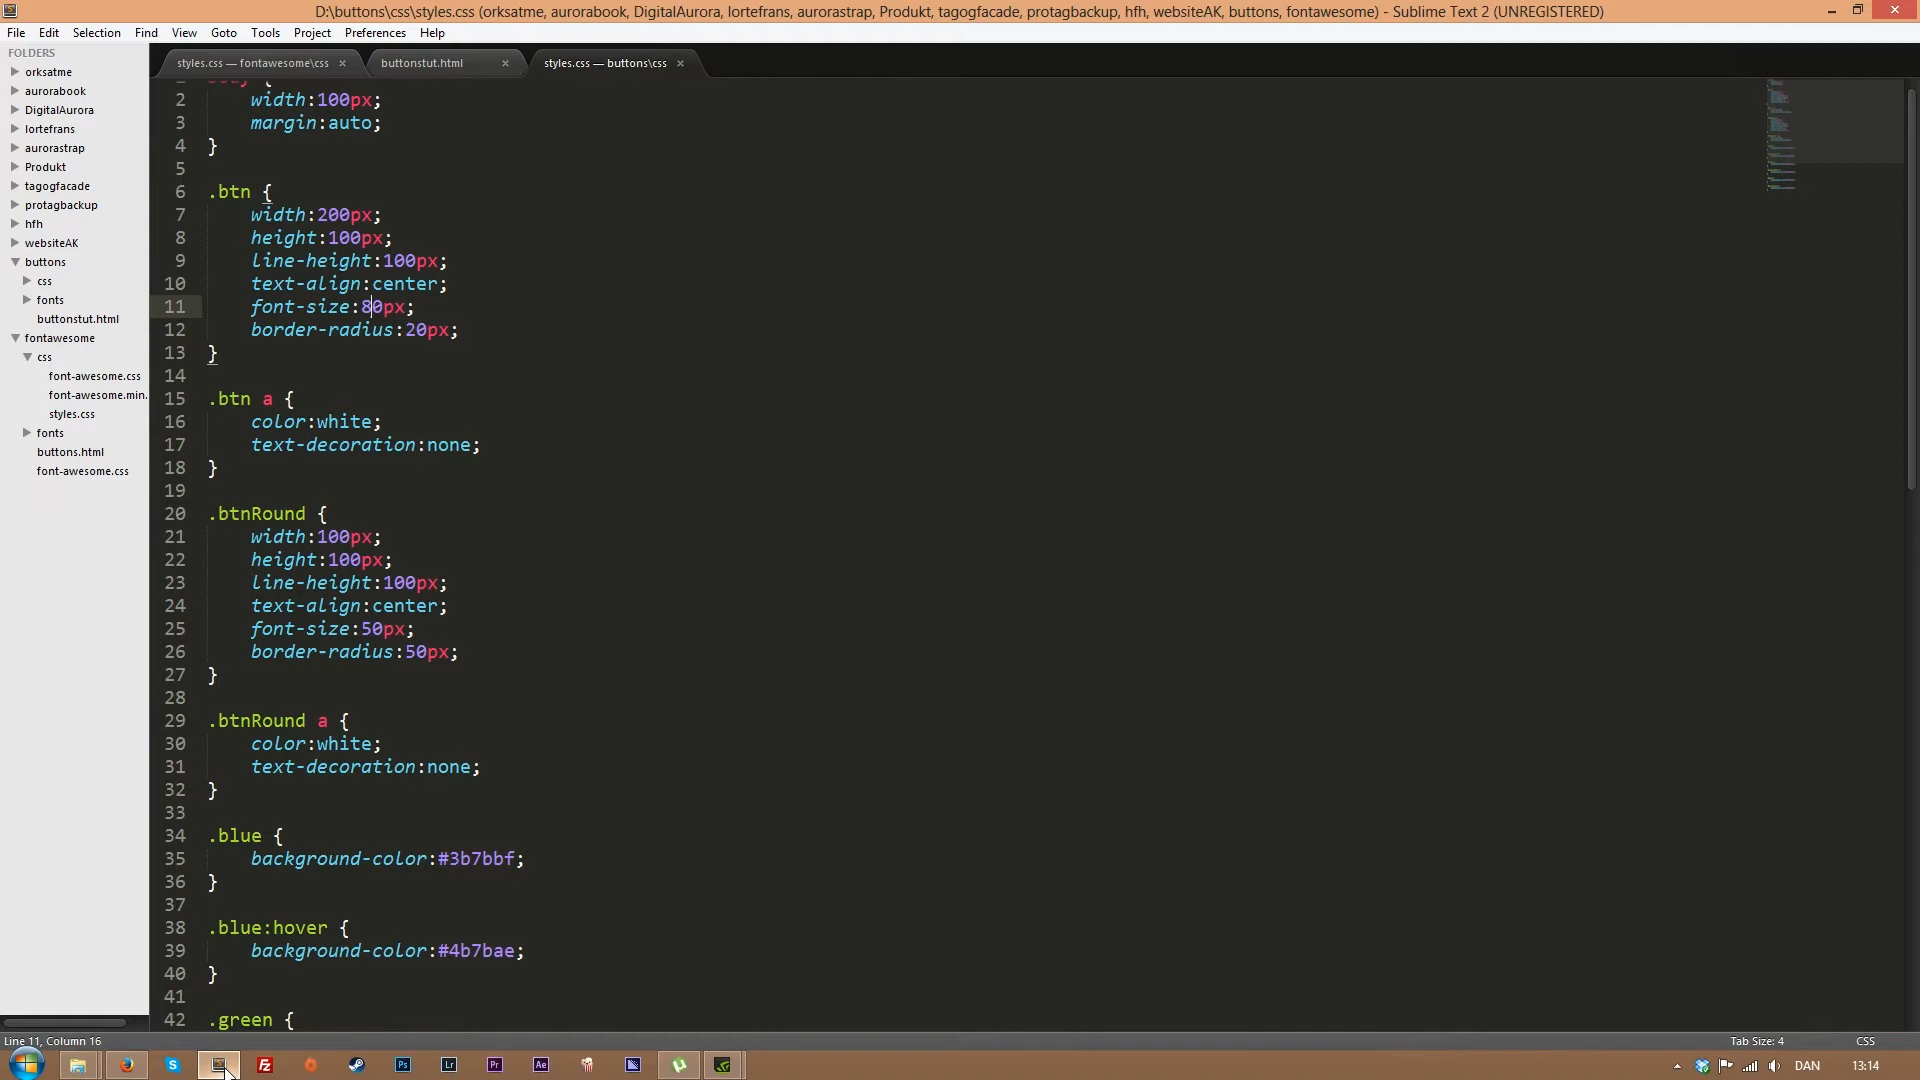 D:\buttons\css\styles.css (orksatme, aurorabook, DigitalAurora, lortefrans, aurorastrap, Produkt, tagogfacade, protagbackup, hfh, websiteAK, buttons, fontawesome) - Sublime Text 2 (UNREGISTERED)
File Edit Selection Find View Goto Tools Project Preferences Help
FOLDERS
orksatme
aurorabook
DigitalAurora
lortefrans
aurorastrap
Produkt
tagogfacade
protagbackup
hfh
websiteAK
buttons
css
fonts
buttonstut.html
fontawesome
css
font-awesome.css
font-awesome.min.
styles.css
fonts
buttons.html
font-awesome.css
styles.css — fontawesome\css × buttonstut.html × styles.css — buttons\css ×
2 width:100px;
3 margin:auto;
4 }
5
6 .btn {
7 width:200px;
8 height:100px;
9 line-height:100px;
10 text-align:center;
11 font-size:80px;
12 border-radius:20px;
13 }
14
15 .btn a {
16 color:white;
17 text-decoration:none;
18 }
19
20 .btnRound {
21 width:100px;
22 height:100px;
23 line-height:100px;
24 text-align:center;
25 font-size:50px;
26 border-radius:50px;
27 }
28
29 .btnRound a {
30 color:white;
31 text-decoration:none;
32 }
33
34 .blue {
35 background-color:#3b7bbf;
36 }
37
38 .blue:hover {
39 background-color:#4b7bae;
40 }
41
42 .green {
Line 11, Column 16 Tab Size: 4 CSS
S S Fz Ps Lr Pr Ae DAN 13:14